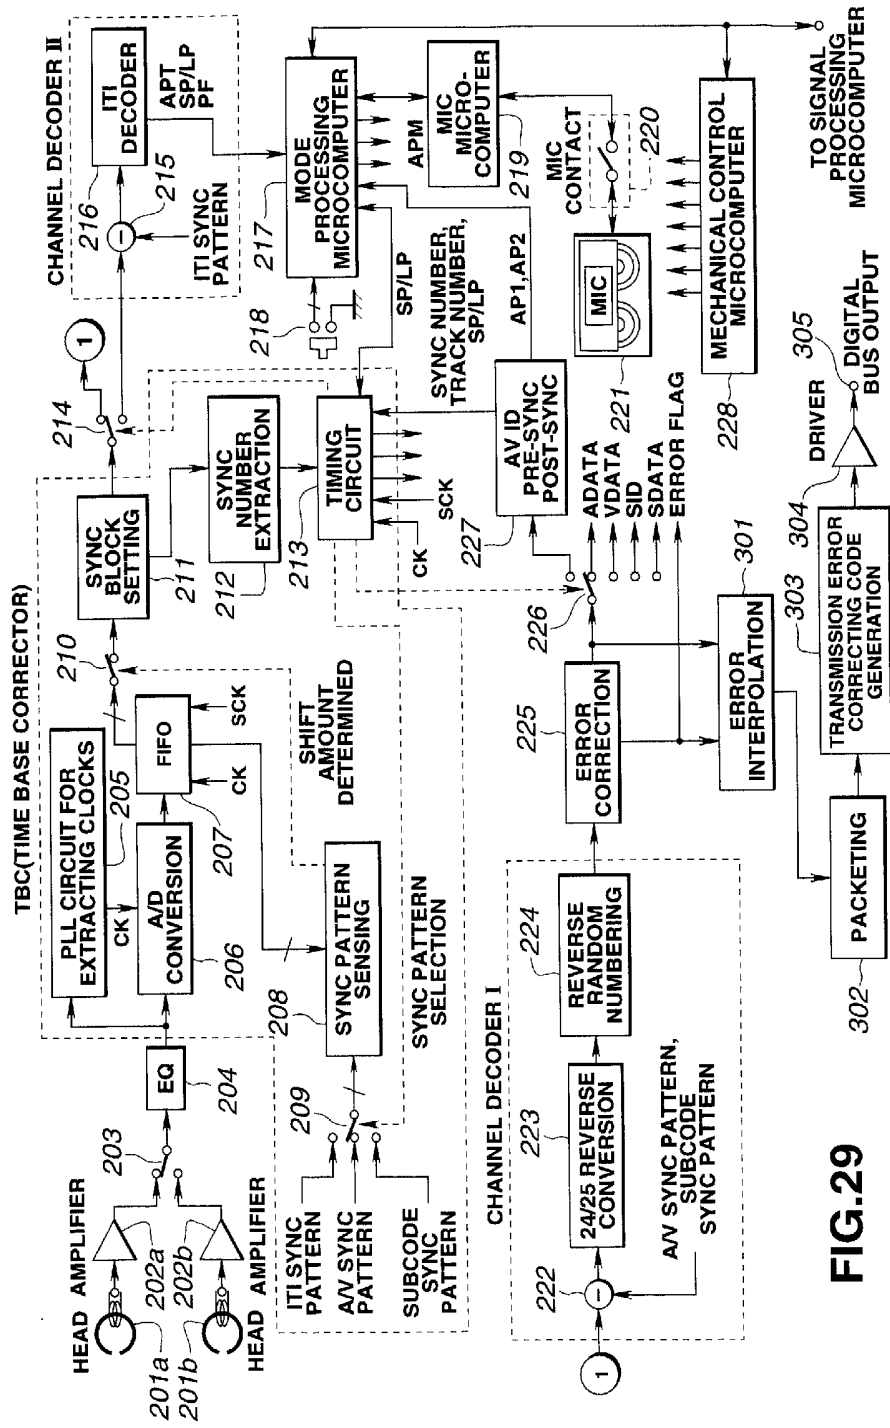 HEAD
AMPLIFIER
201a
202a
202b
201b
HEAD AMPLIFIER
203
EQ
204
TBC(TIME BASE CORRECTOR)
PLL CIRCUIT FOR
EXTRACTING CLOCKS
205
CK
A/D
CONVERSION
206
FIFO
207
CK
SCK
210
SYNC
BLOCK
SETTING
211
SYNC
NUMBER
EXTRACTION
212
TIMING
CIRCUIT
213
CK
SCK
214
1
CHANNEL DECODER II
ITI
DECODER
216
215
ITI SYNC
PATTERN
APT
SP/LP
PF
MODE
PROCESSING
MICROCOMPUTER
217
218
SP/LP
SYNC NUMBER,
TRACK NUMBER,
SP/LP
APM
MIC
MICRO-
COMPUTER
219
MIC
CONTACT
220
MIC
221
AP1,AP2
MECHANICAL CONTROL
MICROCOMPUTER
228
TO SIGNAL
PROCESSING
MICROCOMPUTER
ITI SYNC
PATTERN
A/V SYNC
PATTERN
SUBCODE
SYNC
PATTERN
209
SYNC PATTERN
SENSING
208
SHIFT
AMOUNT
DETERMINED
SYNC PATTERN
SELECTION
CHANNEL DECODER I
1
222
24/25 REVERSE
CONVERSION
223
REVERSE
RANDOM
NUMBERING
224
A/V SYNC PATTERN,
SUBCODE
SYNC PATTERN
ERROR
CORRECTION
225
226
AV ID
PRE-SYNC
POST-SYNC
227
ADATA
VDATA
SID
SDATA
ERROR FLAG
ERROR
INTERPOLATION
301
PACKETING
302
TRANSMISSION ERROR
CORRECTING CODE
GENERATION
303
DRIVER
304
305
DIGITAL
BUS OUTPUT
FIG.29